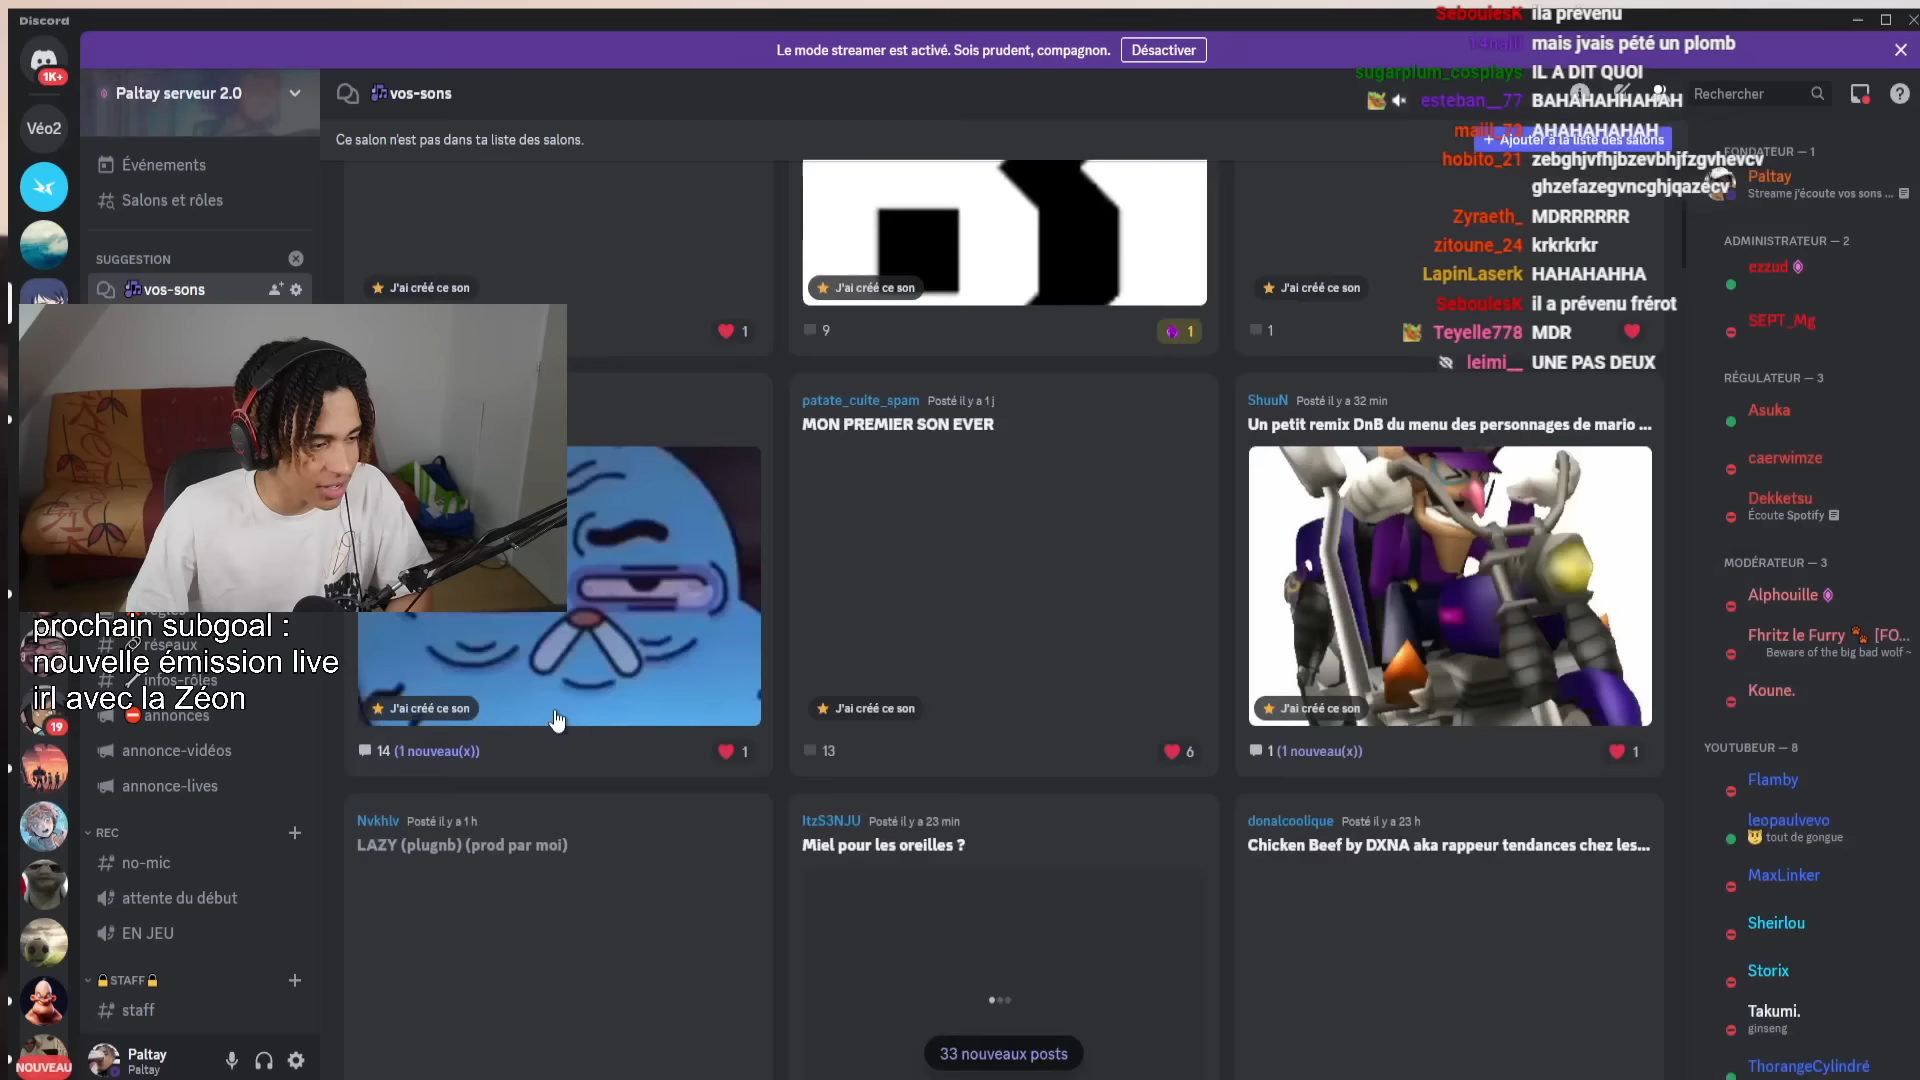 Discord
1K+
Le mode streamer est activé. Sois prudent, compagnon.
Désactiver
Paltay serveur 2.0
vos-sons
Rechercher
Ce salon n'est pas dans ta liste des salons.
+ Ajouter à la liste des salons
Véo2
Événements
Salons et rôles
SUGGESTION
vos-sons
SeboulesK ila prévenu
mais jvais pété un plomb
sugarplum_cosplays IL A DIT QUOI
esteban__77 BAHAHAHHAHAH
AHAHAHAHAH
hobito_21 zebghjvfhjbzevbhjfzgvhevcv
ghzefazegvncghjqazecv
Zyraeth_ MDRRRRRR
zitoune_24 krkrkrkr
LapinLaserk HAHAHAHHA
SeboulesK il a prévenu frérot
Teyelle778 MDR
leimi__ UNE PAS DEUX
J'ai créé ce son
1
J'ai créé ce son
9
1
J'ai créé ce son
1
patate_cuite_spam Posté il y a 1 j
MON PREMIER SON EVER
ShuuN Posté il y a 32 min
Un petit remix DnB du menu des personnages de mario ...
J'ai créé ce son
14 (1 nouveau(x))
1
J'ai créé ce son
13
6
J'ai créé ce son
1 (1 nouveau(x))
1
prochain subgoal :
nouvelle émission live
irl avec la Zéon
réseaux
infos-rôles
annonces
19
annonce-vidéos
annonce-lives
REC
no-mic
attente du début
EN JEU
STAFF
staff
NOUVEAU
Paltay
Paltay
Nvkhlv Posté il y a 1 h
LAZY (plugnb) (prod par moi)
ItzS3NJU Posté il y a 23 min
Miel pour les oreilles ?
donalcoolique Posté il y a 23 h
Chicken Beef by DXNA aka rappeur tendances chez les...
33 nouveaux posts
FONDATEUR — 1
Paltay
Streame j'écoute vos sons ...
ADMINISTRATEUR — 2
ezzud
SEPT_Mg
RÉGULATEUR — 3
Asuka
caerwimze
Dekketsu
Écoute Spotify
MODÉRATEUR — 3
Alphouille
Fhritz le Furry [FO...
Beware of the big bad wolf ~
Koune.
YOUTUBEUR — 8
Flamby
leopaulvevo
tout de gongue
MaxLinker
Sheirlou
Storix
Takumi.
ginseng
ThorangeCylindré